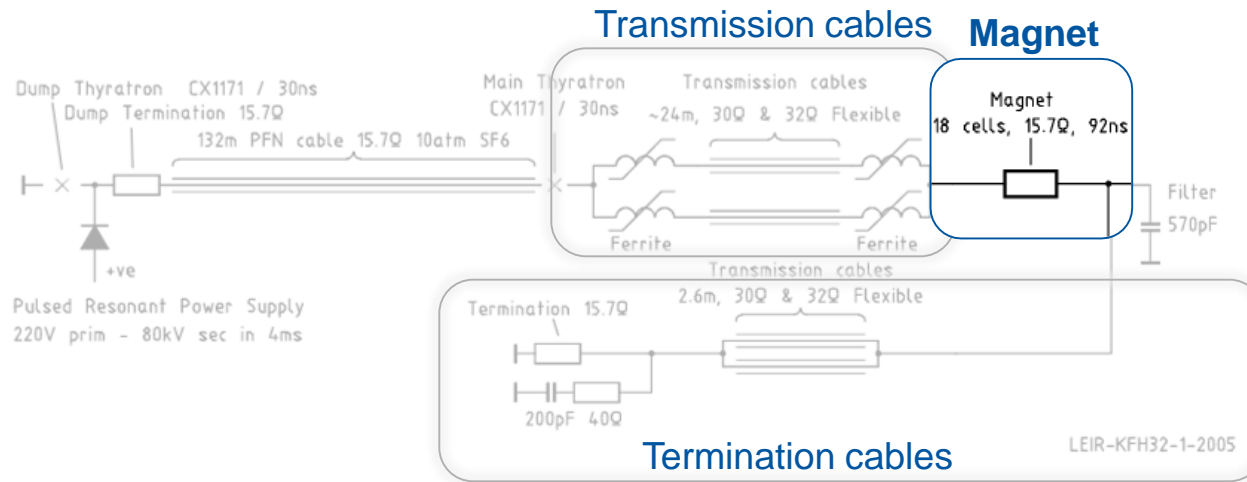 Transmission cables
Magnet
Dump Thyratron CX1171 / 30ns
Dump Termination 15.7Ω
132m PFN cable 15.7Ω 10atm SF6
Main Thyratron
CX1171 / 30ns
Transmission cables
~24m, 30Ω & 32Ω Flexible
Magnet
18 cells, 15.7Ω, 92ns
Filter
570pF
Ferrite
Ferrite
+ve
Pulsed Resonant Power Supply
220V prim - 80kV sec in 4ms
Transmission cables
2.6m, 30Ω & 32Ω Flexible
Termination 15.7Ω
200pF 40Ω
Termination cables
LEIR-KFH32-1-2005